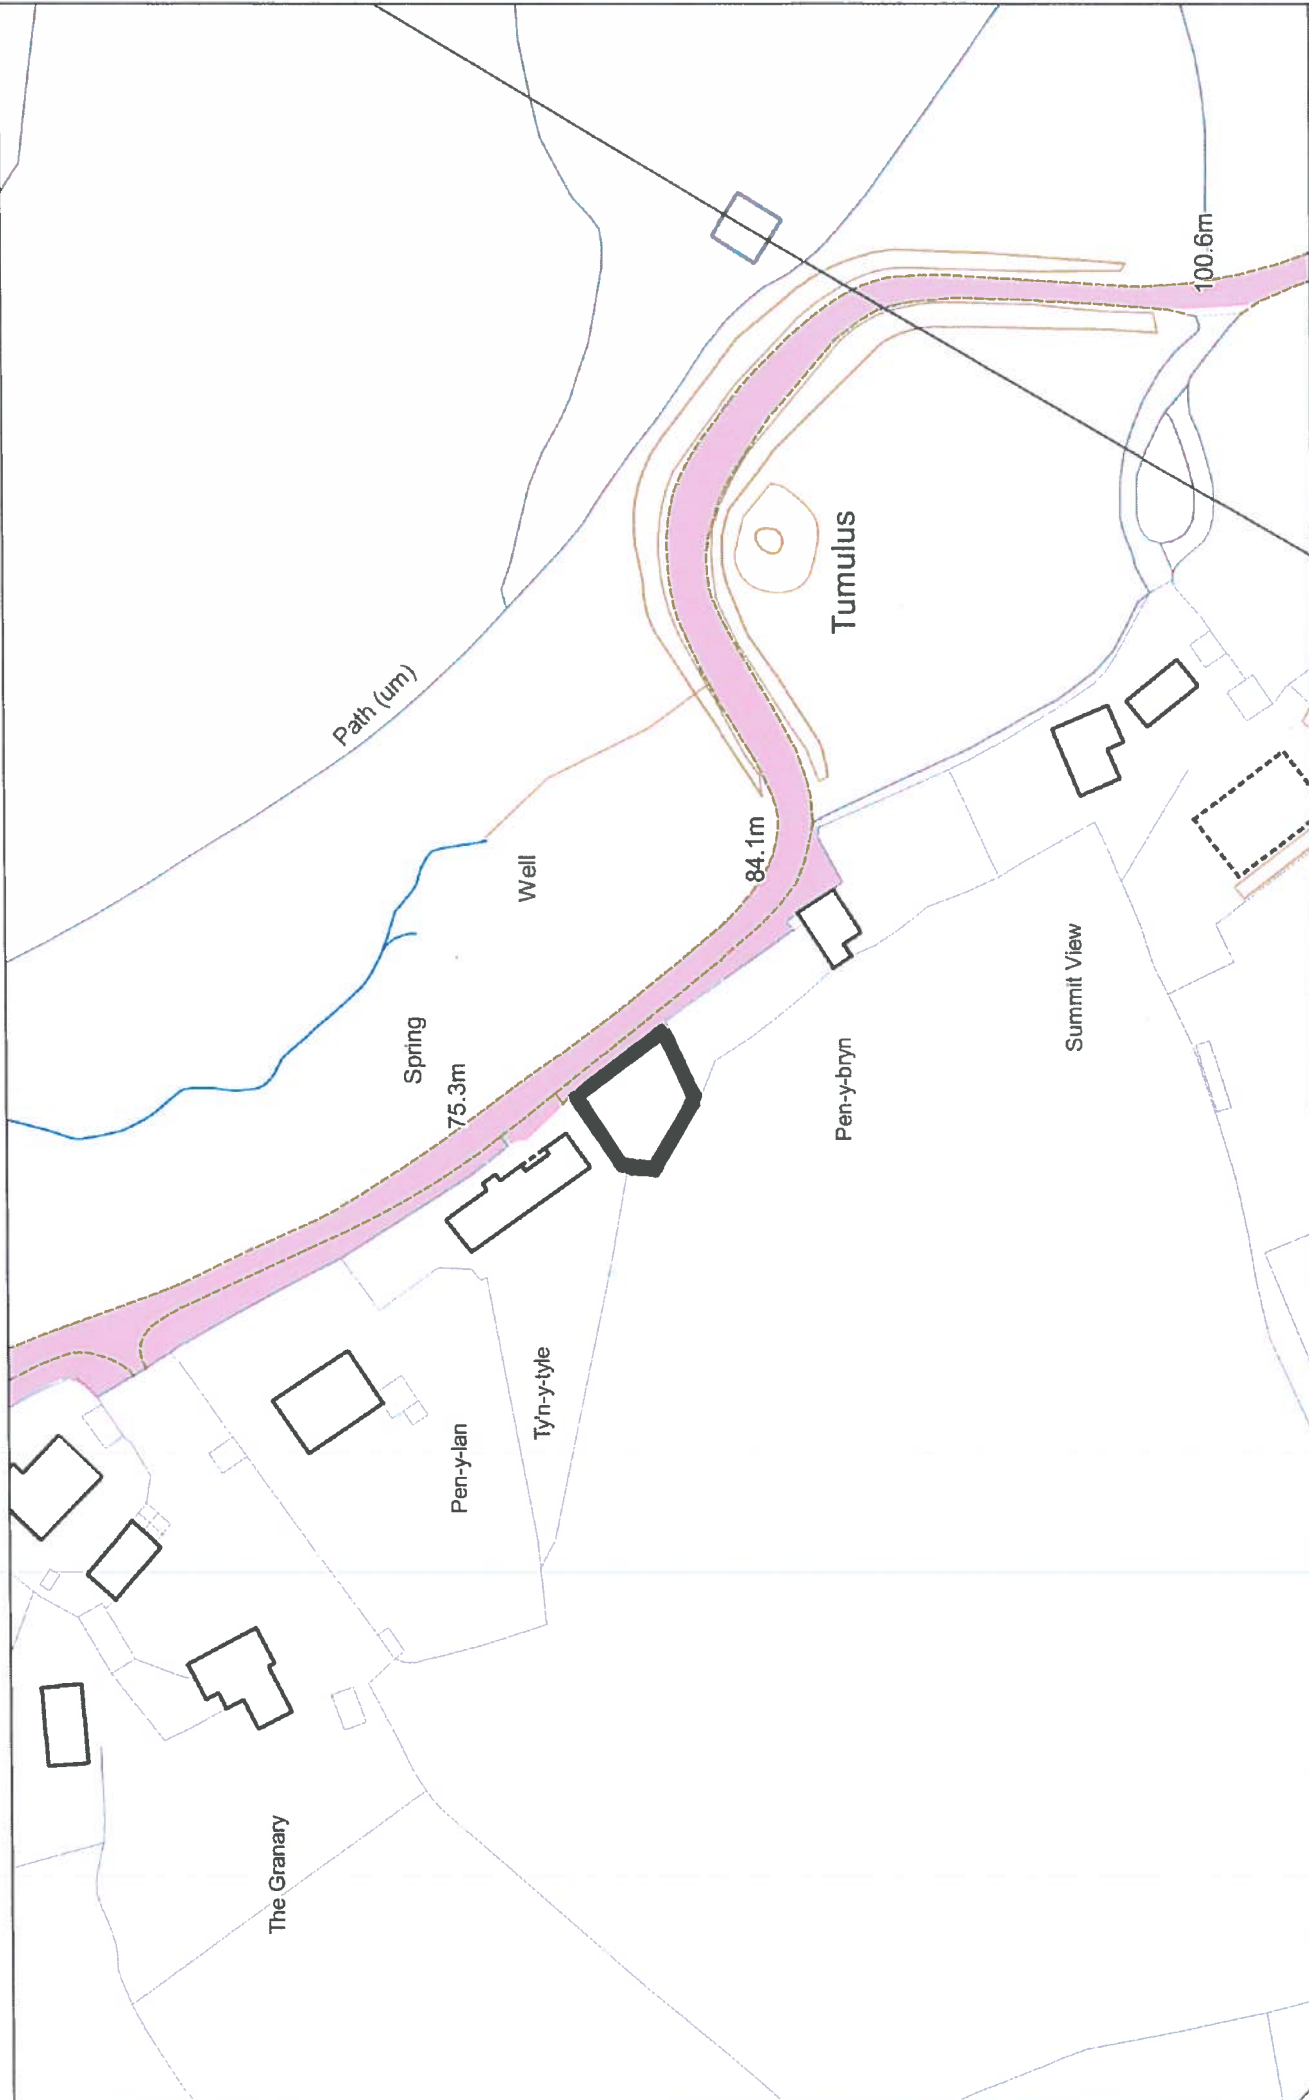 The Granary
Pen-y-lan
Ty'n-y-tyle
Spring
75.3m
Path (um)
Well
Pen-y-bryn
84.1m
Summit View
Tumulus
100.6m